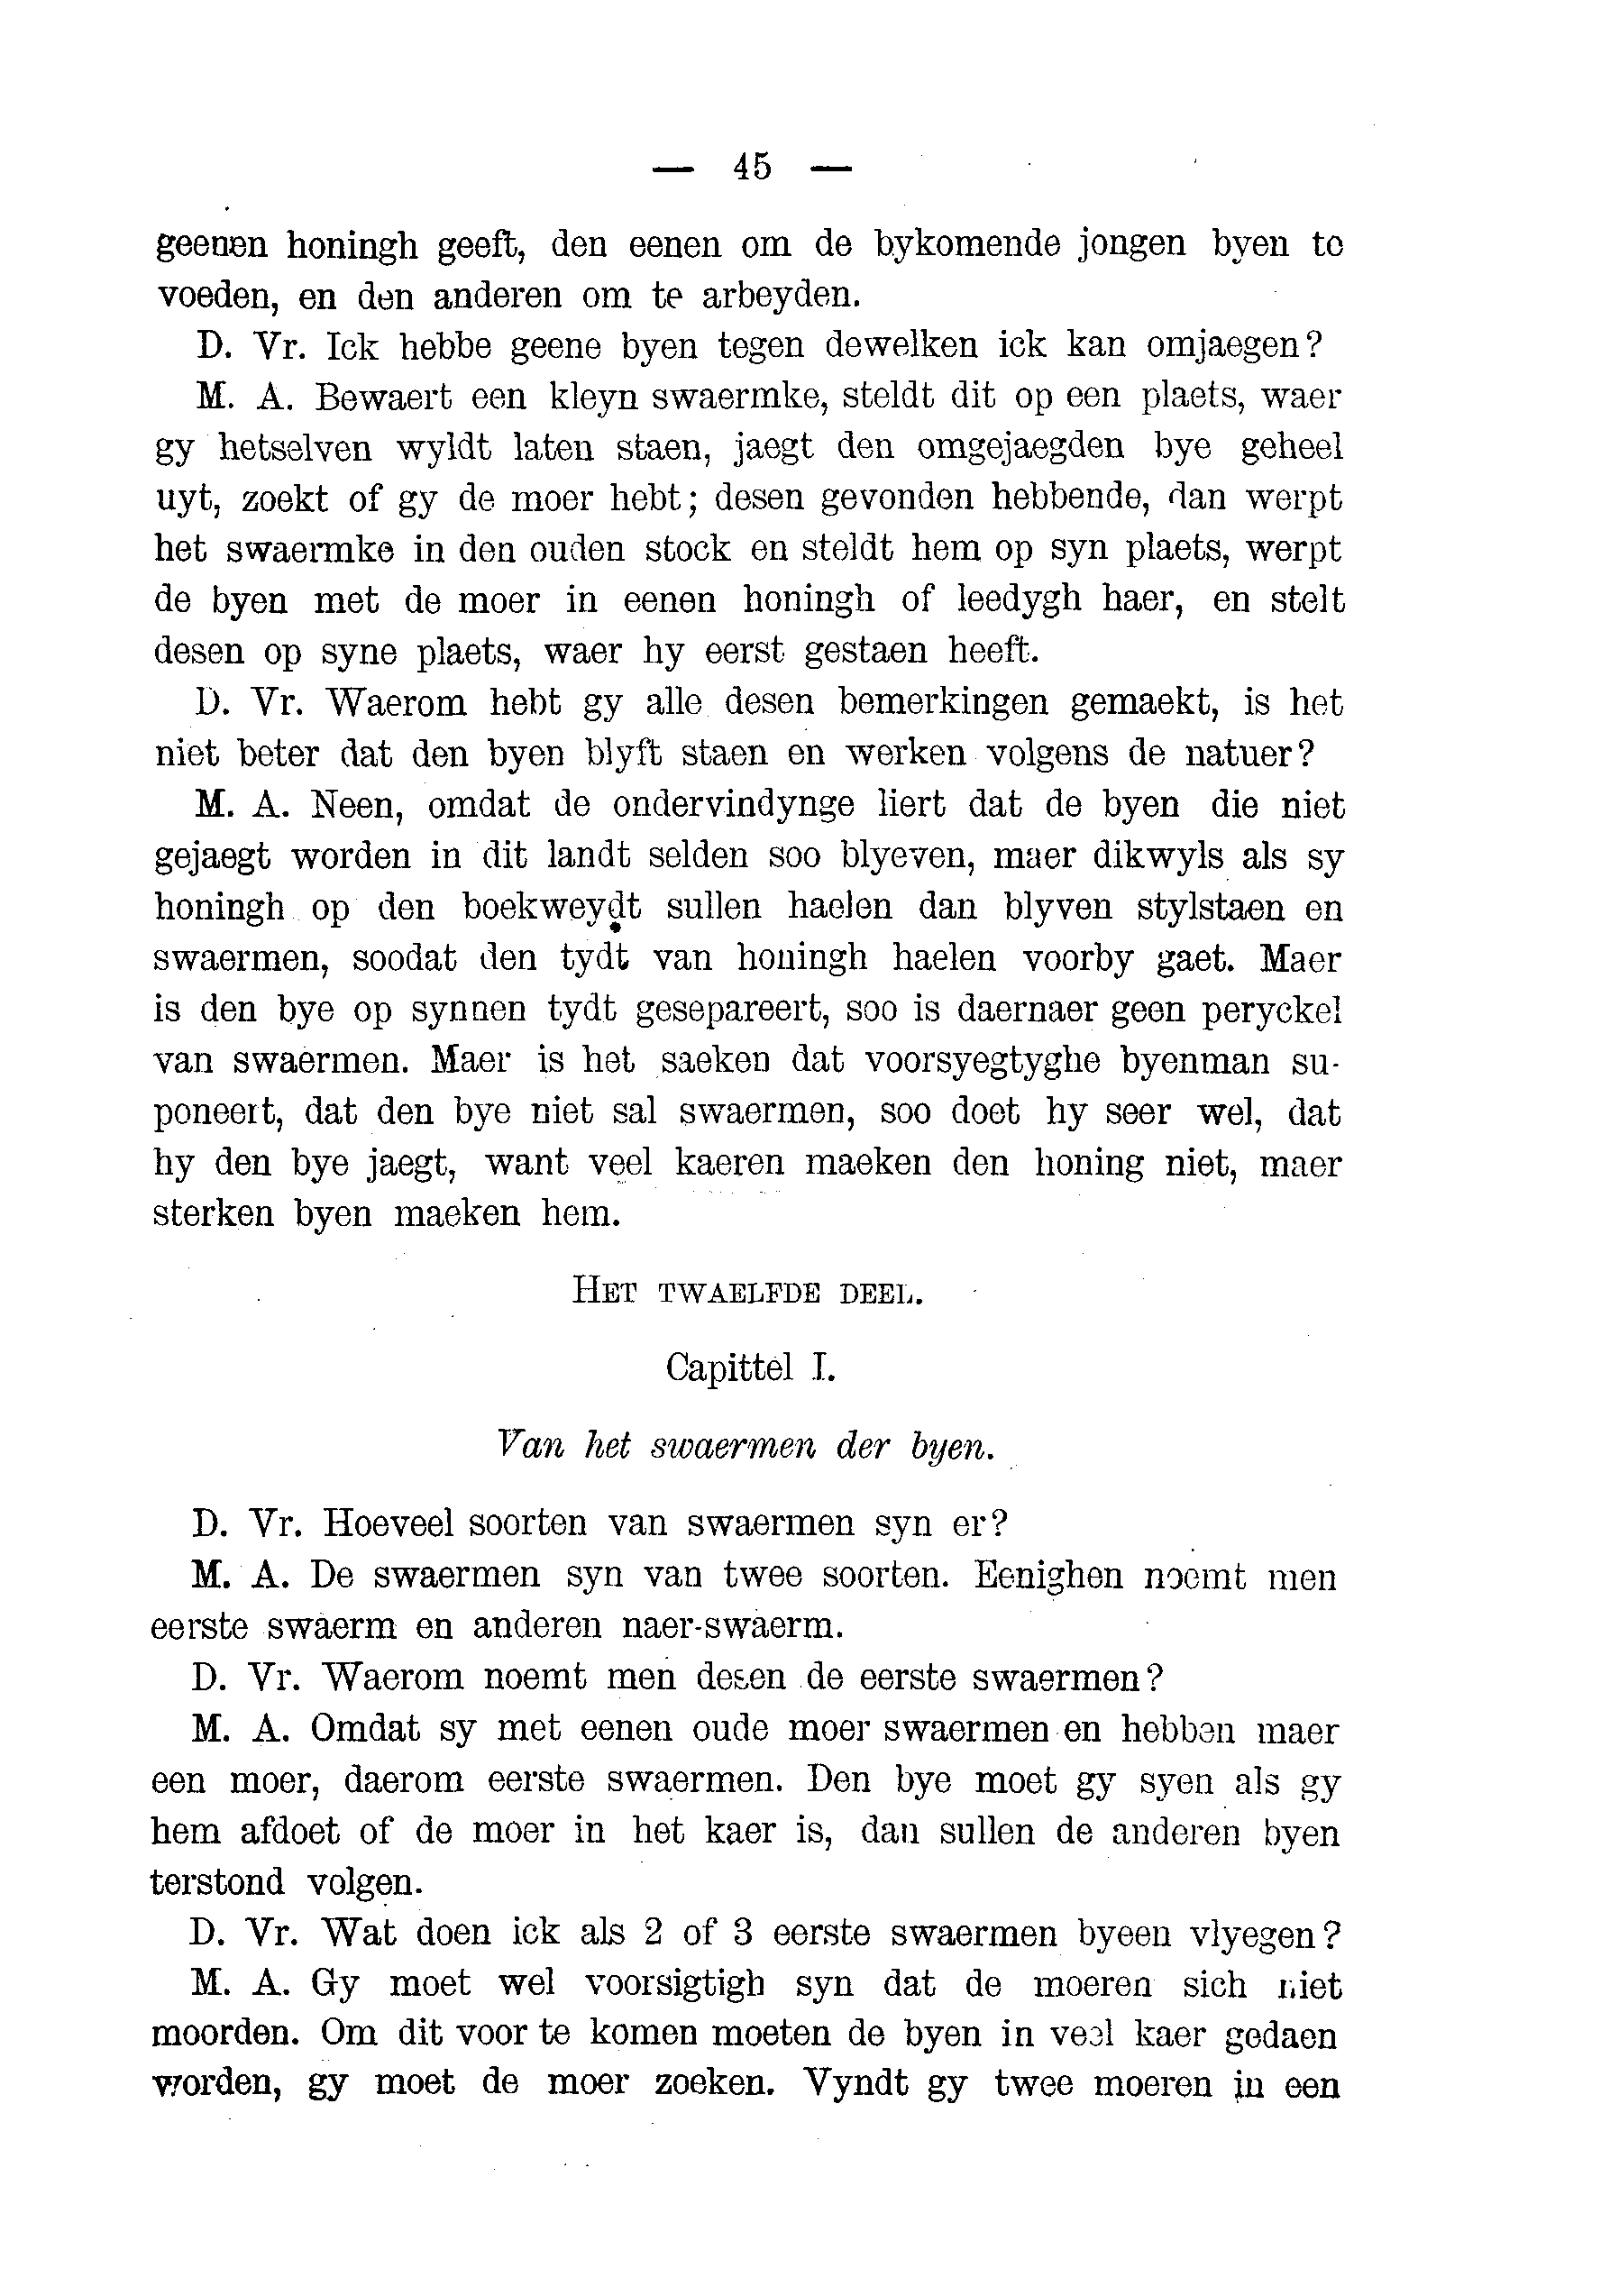 — 45 —
geenen honingh geeft, den eenen om de bykomende jongen byen te
voeden, en den anderen om te arbeyden.
D. Vr. Ick hebbe geene byen tegen dewelken ick kan omjaegen?
M. A. Bewaert een kleyn swaermke, steldt dit op een plaets, waer
gy hetselven wyldt laten staen, jaegt den omgejaegden bye geheel
uyt, zoekt of gy de moer hebt; desen gevonden hebbende, dan werpt
het swaermke in den ouden stock en steldt hem op syn plaets, werpt
de byen met de moer in eenen honingh of leedygh haer, en stelt
desen op syne plaets, waer hy eerst gestaen heeft.
D. Vr. Waerom hebt gy alle desen bemerkingen gemaekt, is het
niet beter dat den byen blyft staen en werken volgens de natuer?
M. A. Neen, omdat de ondervindynge liert dat de byen die niet
gejaegt worden in dit landt selden soo blyeven, maer dikwyls als sy
honingh op den boekweydt sullen haelen dan blyven stylstaen en
swaermen, soodat den tydt van honingh haelen voorby gaet. Maer
is den bye op synnen tydt gesepareert, soo is daernaer geen peryckel
van swaermen. Maer is het saeken dat voorsyegtyghe byenman su-
poneert, dat den bye niet sal swaermen, soo doet hy seer wel, dat
hy den bye jaegt, want veel kaeren maeken den honing niet, maer
sterken byen maeken hem.
HET TWAELFDE DEEL.
Capittel I.
Van het swaermen der byen.
D. Vr. Hoeveel soorten van swaermen syn er?
M. A. De swaermen syn van twee soorten. Eenighen noemt men
eerste swaerm en anderen naer-swaerm.
D. Vr. Waerom noemt men desen de eerste swaermen?
M. A. Omdat sy met eenen oude moer swaermen en hebben maer
een moer, daerom eerste swaermen. Den bye moet gy syen als gy
hem afdoet of de moer in het kaer is, dan sullen de anderen byen
terstond volgen.
D. Vr. Wat doen ick als 2 of 3 eerste swaermen byeen vlyegen?
M. A. Gy moet wel voorsigtigh syn dat de moeren sich niet
moorden. Om dit voor te komen moeten de byen in veel kaer gedaen
worden, gy moet de moer zoeken. Vyndt gy twee moeren in een